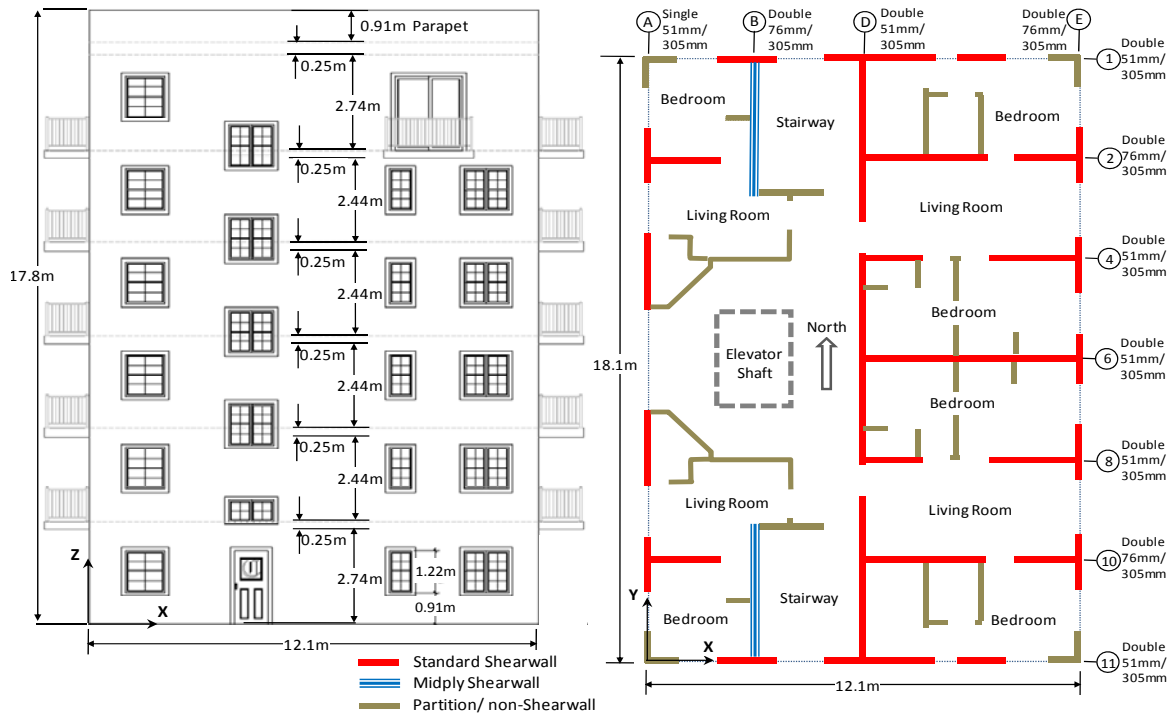 0.91m Parapet
0.25m
2.74m
0.25m
2.44m
0.25m
2.44m
0.25m
2.44m
0.25m
2.44m
0.25m
2.74m
1.22m
0.91m
17.8m
Z
X
12.1m
A
Single
51mm/
305mm
B
Double
76mm/
305mm
D
Double
51mm/
305mm
E
Double
76mm/
305mm
1
Double
51mm/
305mm
2
Double
76mm/
305mm
4
Double
51mm/
305mm
6
Double
51mm/
305mm
8
Double
51mm/
305mm
10
Double
76mm/
305mm
11
Double
51mm/
305mm
Bedroom
Stairway
Bedroom
Living Room
Living Room
Bedroom
Elevator
Shaft
North
18.1m
Bedroom
Living Room
Living Room
Stairway
Bedroom
Bedroom
Y
X
12.1m
Standard Shearwall
Midply Shearwall
Partition/ non-Shearwall